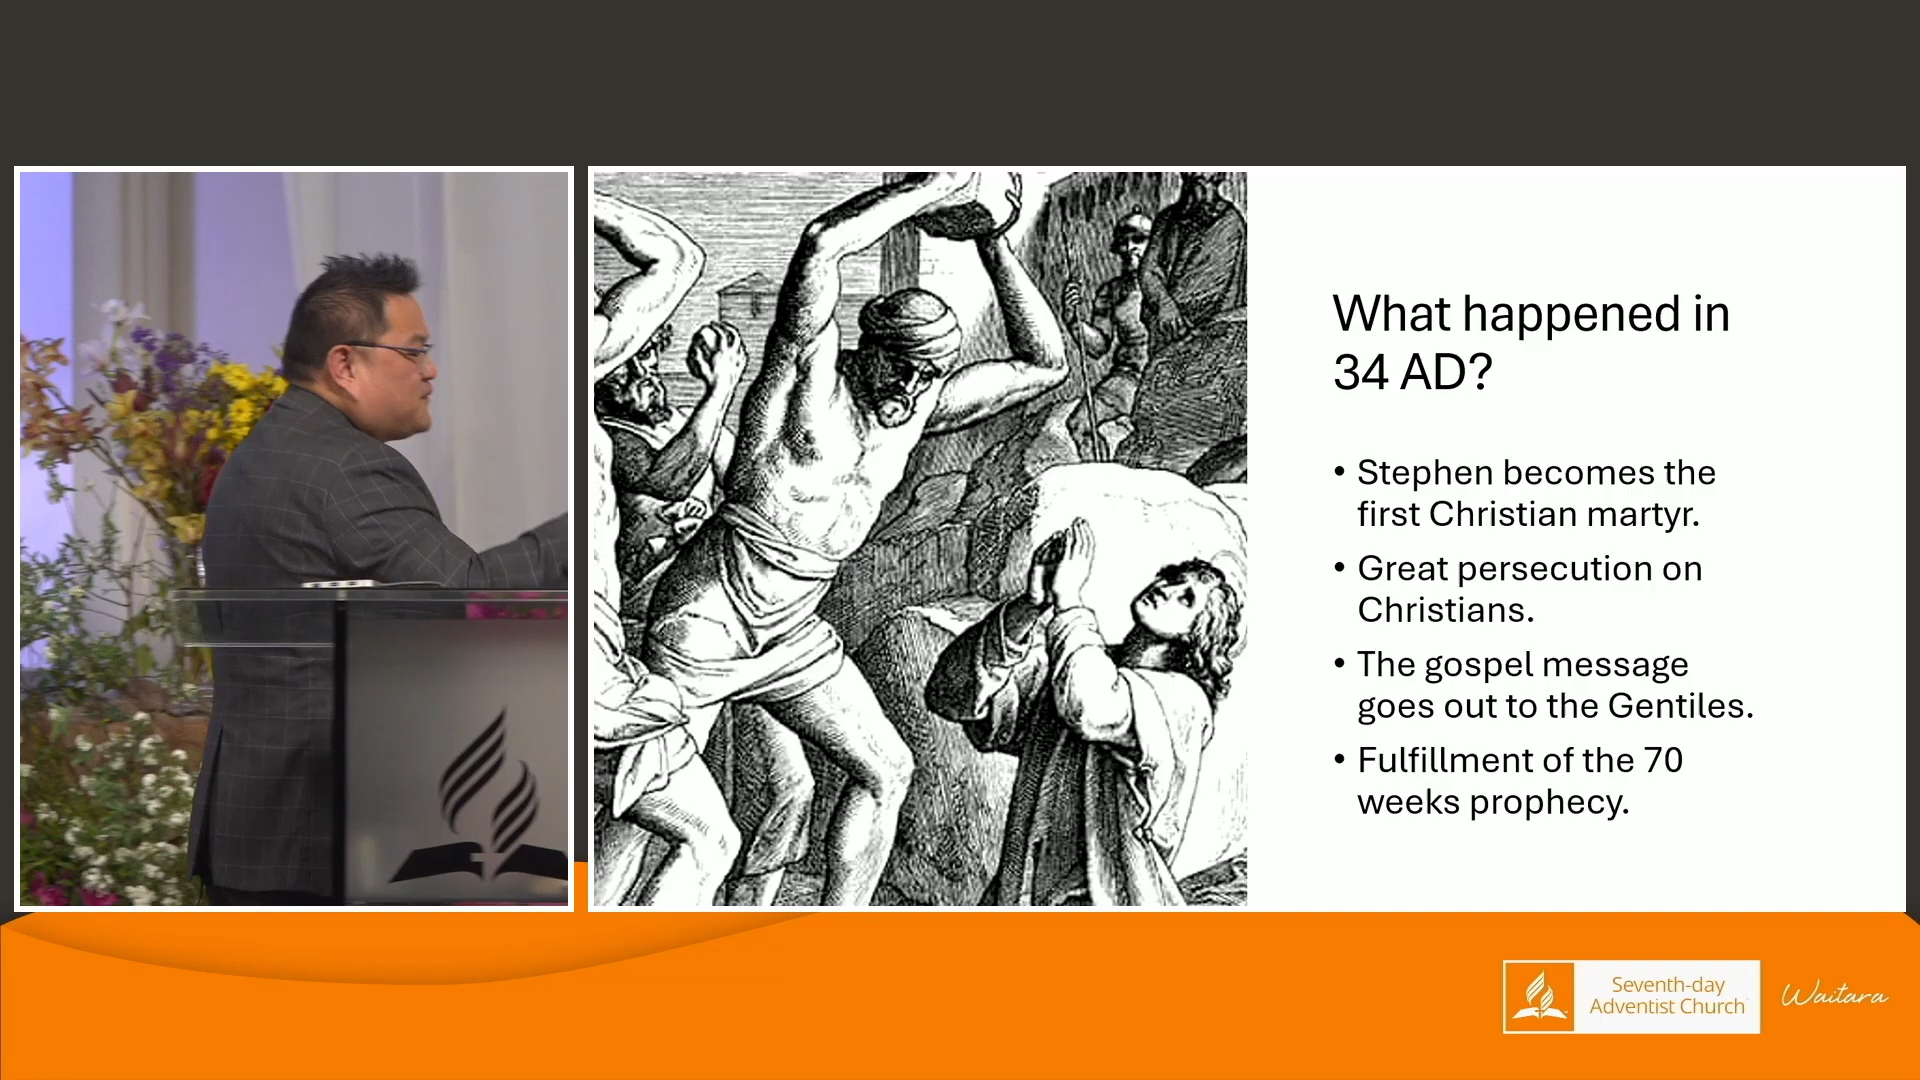 What happened in
34 AD?
• Stephen becomes the
first Christian martyr.
• Great persecution on
Christians.
• The gospel message
goes out to the Gentiles.
• Fulfillment of the 70
weeks prophecy.
Seventh-day
Adventist Church
Waitara